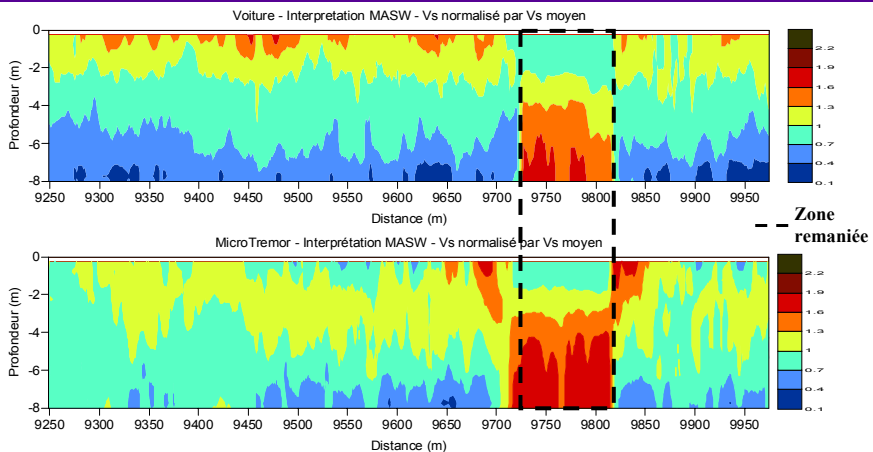 Voiture - Interpretation MASW - Vs normalisé par Vs moyen
Profondeur (m)
0
-2
-4
-6
-8
9250 9300 9350 9400 9450 9500 9550 9600 9650 9700 9750 9800 9850 9900 9950
Distance (m)
2.2
1.9
1.6
1.3
1
0.7
0.4
0.1
Zone
remaniée
MicroTremor - Interprétation MASW - Vs normalisé par Vs moyen
Profondeur (m)
0
-2
-4
-6
-8
9250 9300 9350 9400 9450 9500 9550 9600 9650 9700 9750 9800 9850 9900 9950
Distance (m)
2.2
1.9
1.6
1.3
1
0.7
0.4
0.1